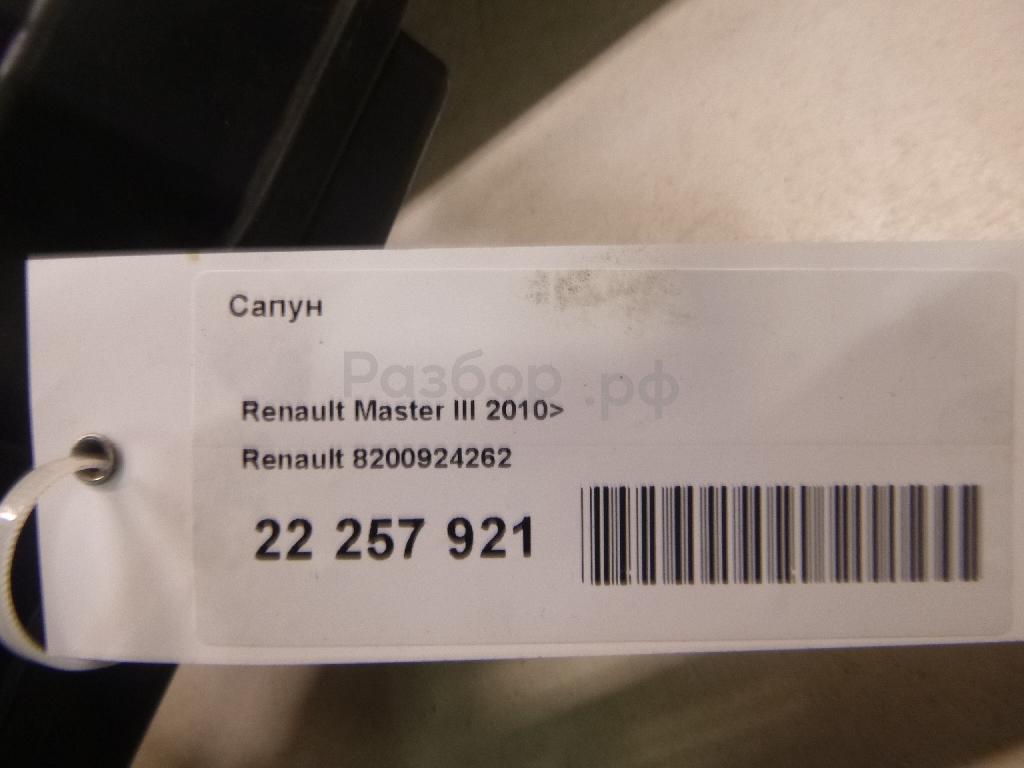 Сапун
Разбор.рф
Renault Master III 2010>
Renault 8200924262
22 257 921